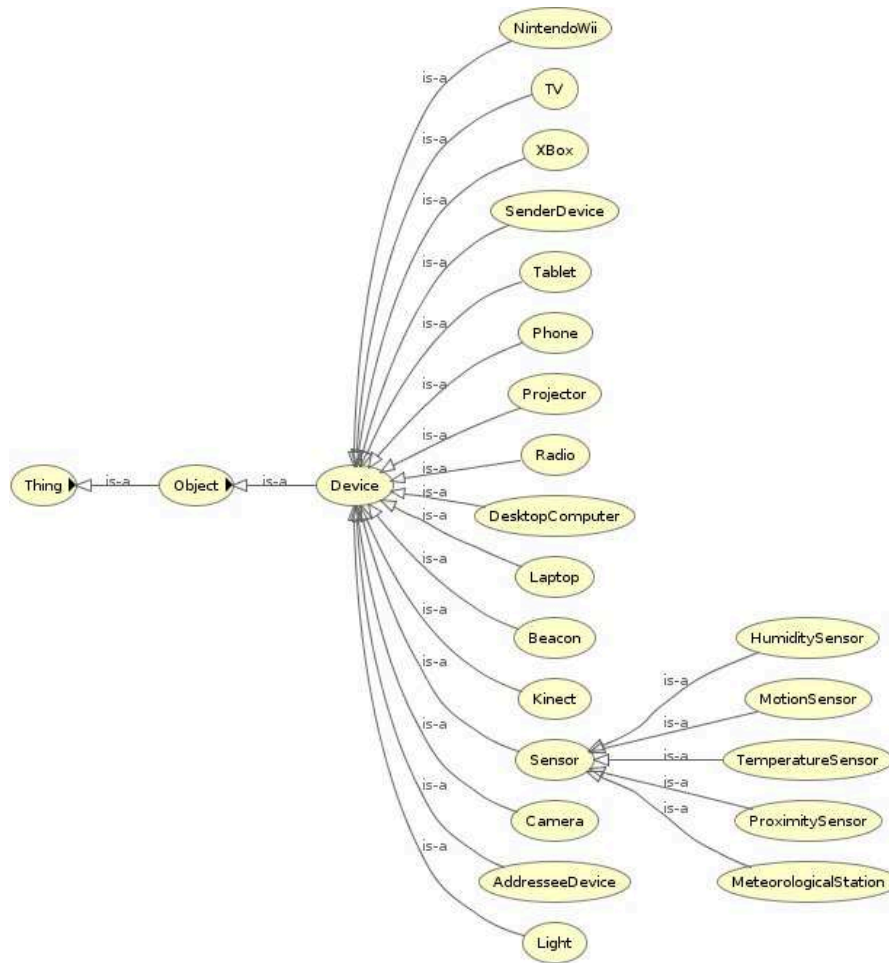 NintendoWii
is-a
TV
is-a
XBox
is-a
SenderDevice
is-a
Tablet
is-a
Phone
is-a
Projector
is-a
Radio
is-a
Thing
is-a
Object
is-a
Device
DesktopComputer
is-a
Laptop
is-a
Beacon
is-a
Kinect
is-a
Sensor
is-a
Camera
is-a
AddresseeDevice
is-a
Light
is-a
HumiditySensor
is-a
MotionSensor
is-a
TemperatureSensor
is-a
ProximitySensor
is-a
MeteorologicalStation
is-a